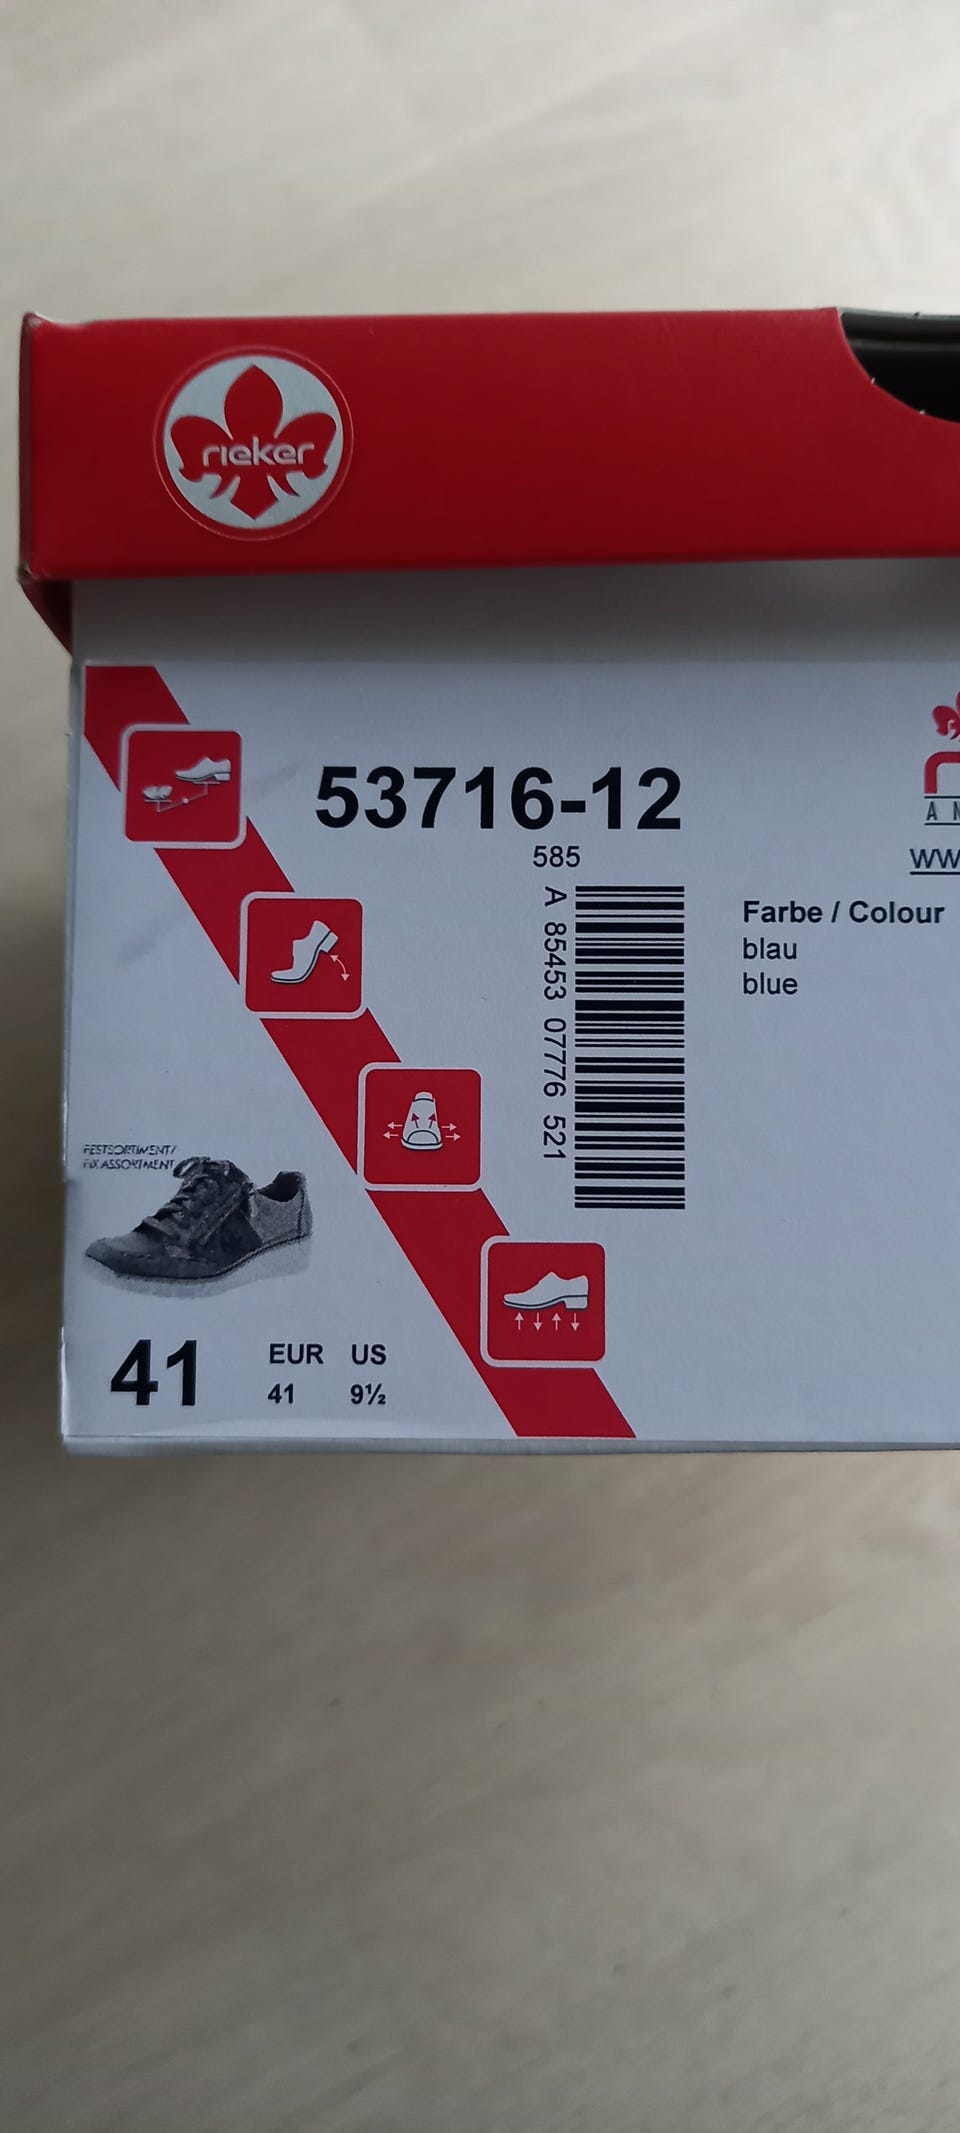 rieker
53716-12
585
A 85453 07776 521
A N
ww
Farbe / Colour
blau
blue
FESTSORTIMENT/
FIX ASSORTMENT
41
EUR US
41 9½